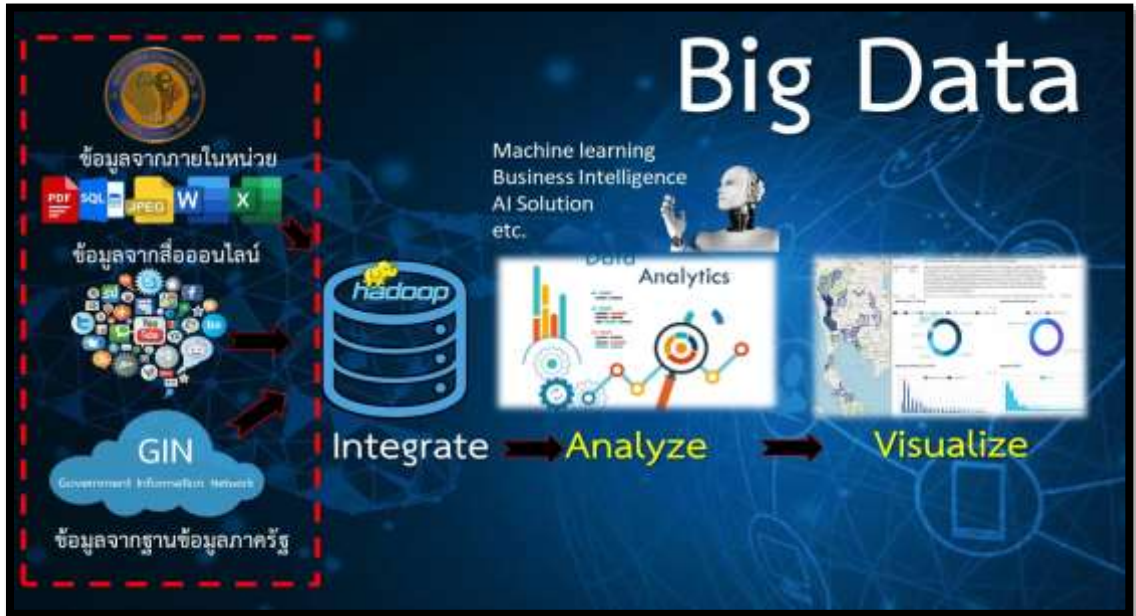 Big Data
ข้อมูลจากภายในหน่วย
PDF
SQL
JPEG
W
X
ข้อมูลจากสื่อออนไลน์
You
Tube
GIN
Government Information Network
ข้อมูลจากฐานข้อมูลภาครัฐ
hadoop
Integrate
Machine learning
Business Intelligence
AI Solution
etc.
Data
Analytics
Analyze
Visualize